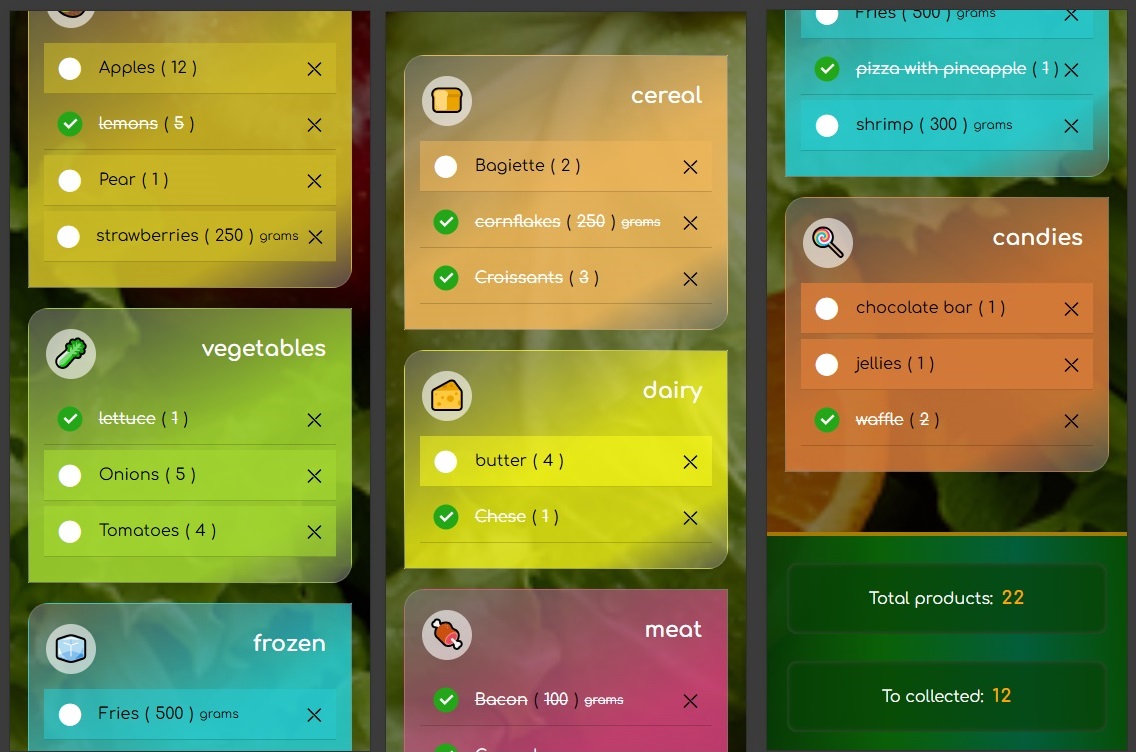 Apples ( 12 )
lemons ( 5 )
Pear ( 1 )
strawberries ( 250 ) grams
vegetables
lettuce ( 1 )
Onions ( 5 )
Tomatoes ( 4 )
frozen
Fries ( 500 ) grams
cereal
Bagiette ( 2 )
cornflakes ( 250 ) grams
Croissants ( 3 )
dairy
butter ( 4 )
Chese ( 1 )
meat
Bacon ( 100 ) grams
Fries ( 500 ) grams
pizza with pineapple ( 1 )
shrimp ( 300 ) grams
candies
chocolate bar ( 1 )
jellies ( 1 )
waffle ( 2 )
Total products: 22
To collected: 12